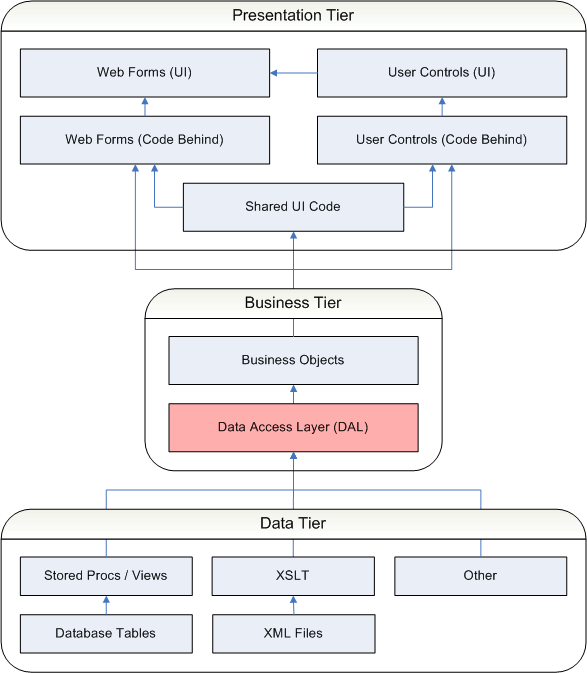 Presentation Tier
Web Forms (UI)
User Controls (UI)
Web Forms (Code Behind)
User Controls (Code Behind)
Shared UI Code
Business Tier
Business Objects
Data Access Layer (DAL)
Data Tier
Stored Procs / Views
XSLT
Other
Database Tables
XML Files